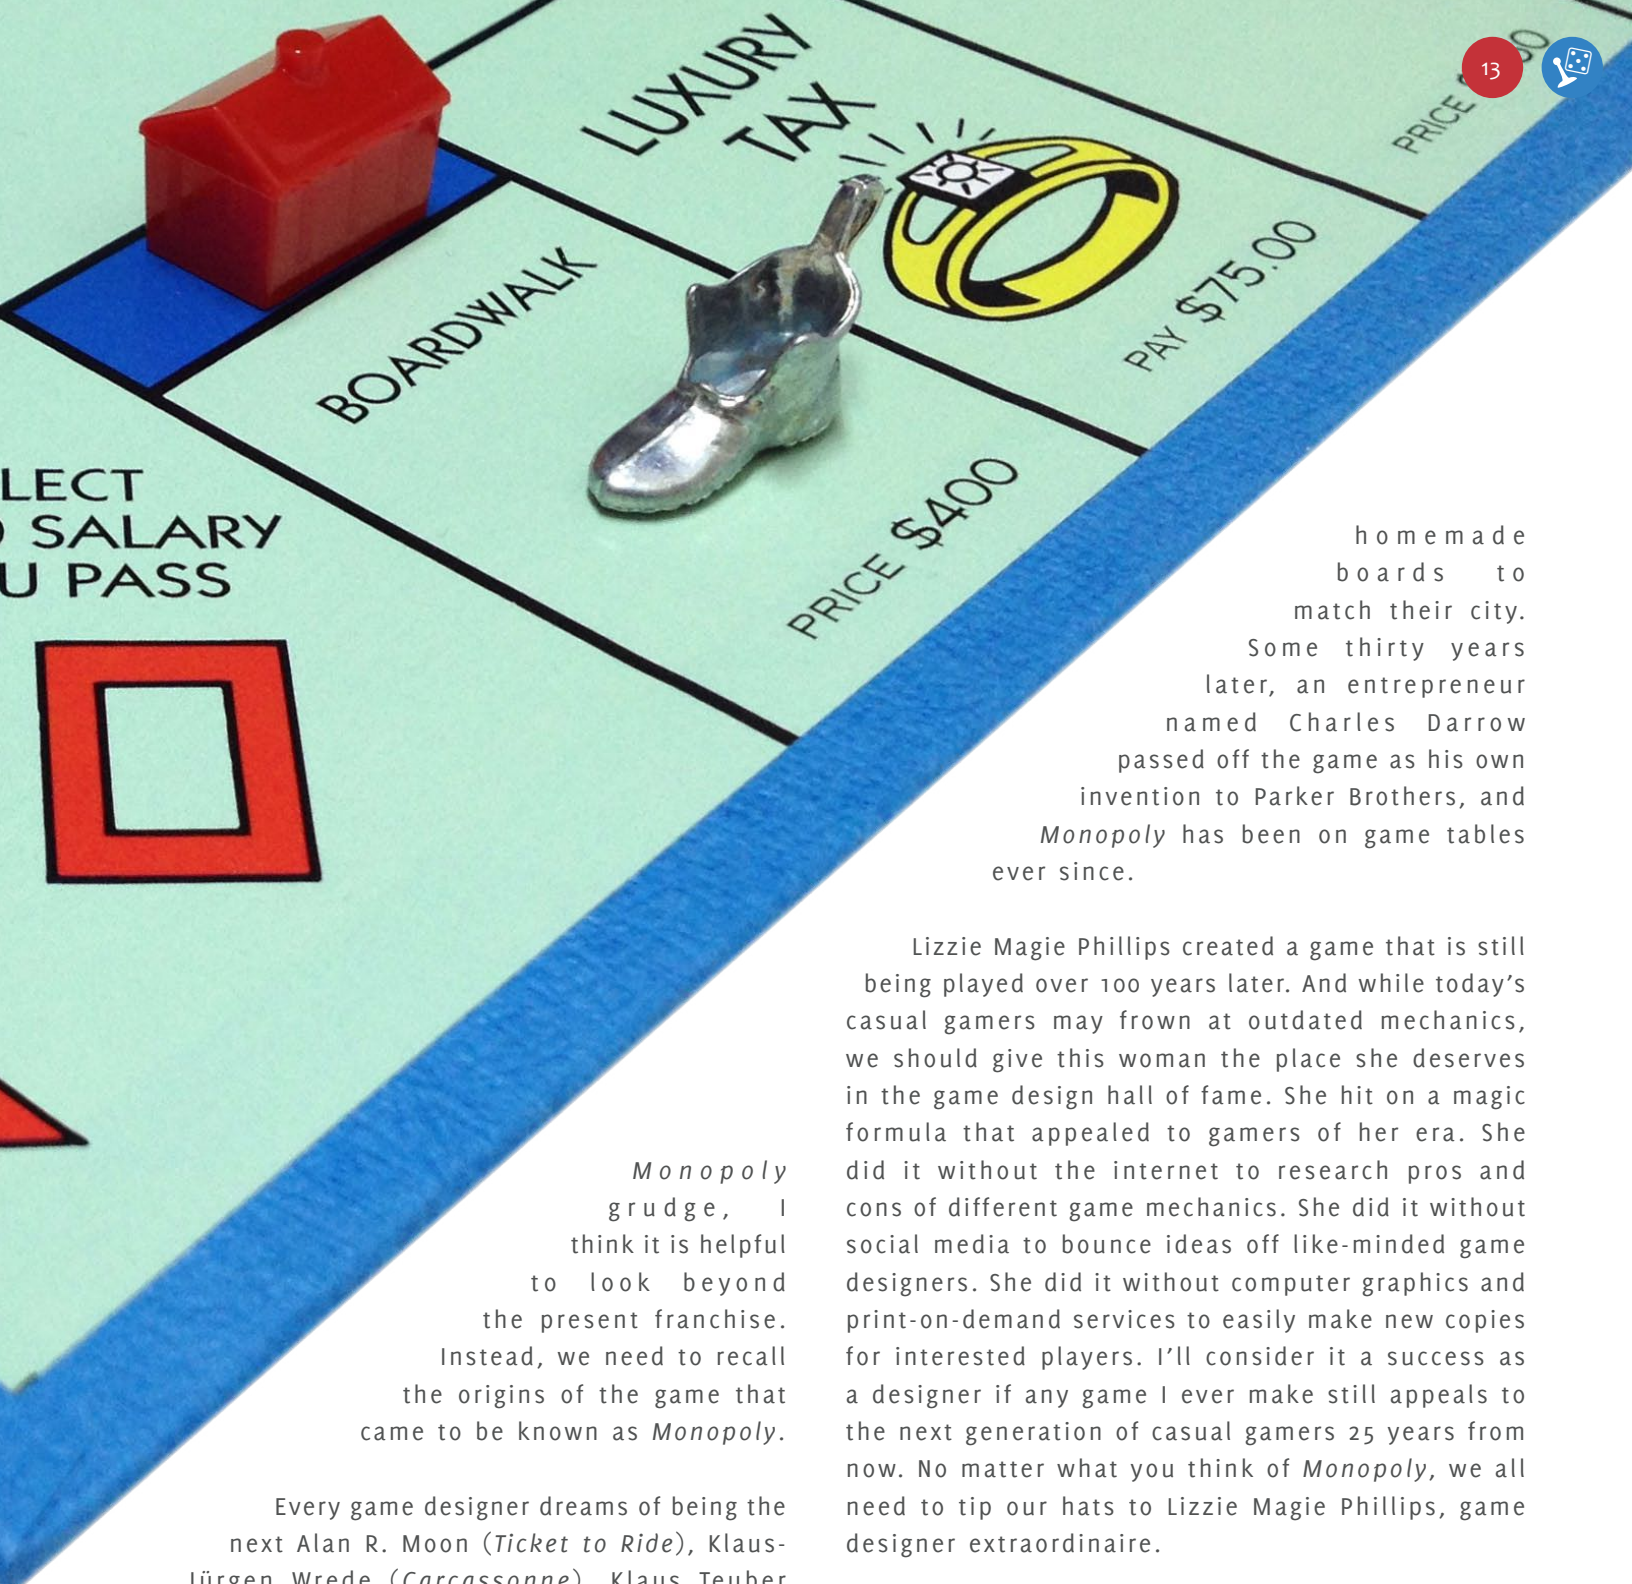 13
LUXURY
TAX
PAY $75.00
PRICE
BOARDWALK
PRICE $400
SALARY
PASS
Monopoly
grudge, I
think it is helpful
to look beyond
the present franchise.
Instead, we need to recall
the origins of the game that
came to be known as Monopoly.
Every game designer dreams of being the
next Alan R. Moon (Ticket to Ride), Klaus-
Jürgen Wrede (Carcassonne), Klaus Teuber
homemade
boards to
match their city.
Some thirty years
later, an entrepreneur
named Charles Darrow
passed off the game as his own
invention to Parker Brothers, and
Monopoly has been on game tables
ever since.
Lizzie Magie Phillips created a game that is still
being played over 100 years later. And while today’s
casual gamers may frown at outdated mechanics,
we should give this woman the place she deserves
in the game design hall of fame. She hit on a magic
formula that appealed to gamers of her era. She
did it without the internet to research pros and
cons of different game mechanics. She did it without
social media to bounce ideas off like-minded game
designers. She did it without computer graphics and
print-on-demand services to easily make new copies
for interested players. I’ll consider it a success as
a designer if any game I ever make still appeals to
the next generation of casual gamers 25 years from
now. No matter what you think of Monopoly, we all
need to tip our hats to Lizzie Magie Phillips, game
designer extraordinaire.